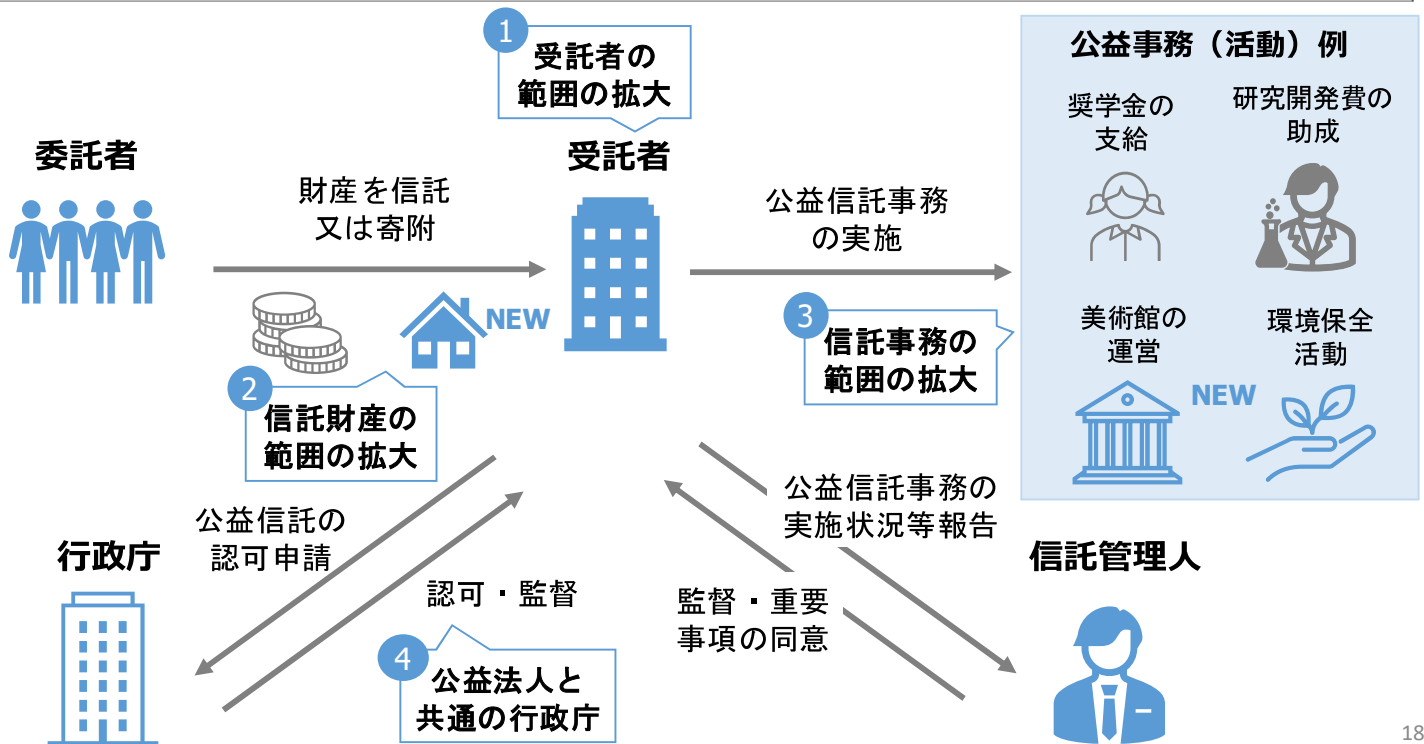 1
受託者の
範囲の拡大
公益事務（活動）例
奨学金の
支給
研究開発費の
助成
美術館の
運営
NEW
環境保全
活動
委託者
財産を信託
又は寄附
NEW
受託者
公益信託事務
の実施
2
信託財産の
範囲の拡大
3
信託事務の
範囲の拡大
行政庁
公益信託の
認可申請
認可・監督
4
公益法人と
共通の行政庁
公益信託事務の
実施状況等報告
監督・重要
事項の同意
信託管理人
18